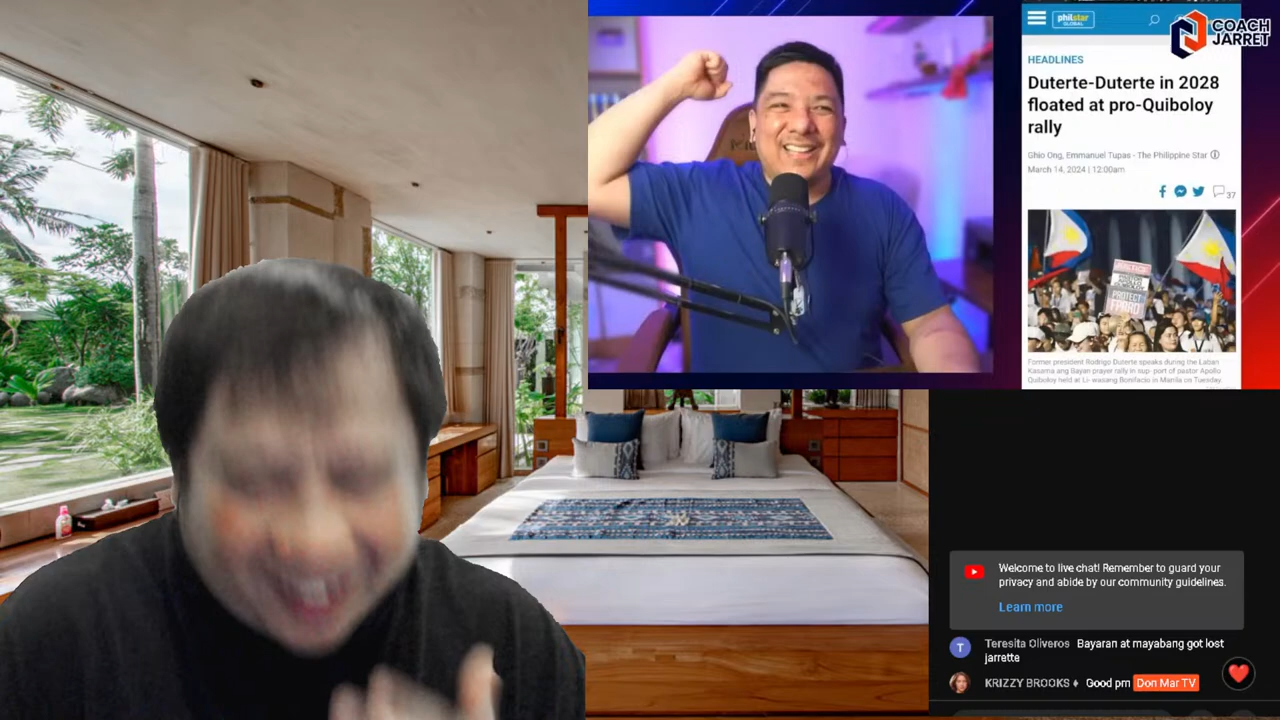 philstar
GLOBAL
COACH
JARRET
HEADLINES
Duterte-Duterte in 2028
floated at pro-Quiboloy
rally
Ghio Ong, Emmanuel Tupas - The Philippine Star
March 14, 2024 | 12:00am
37
PROTECT
Former president Rodrigo Duterte speaks during the Laban
Kasama ang Bayan prayer rally in sup- port of pastor Apollo
Quiboloy held at Li- wasang Bonifacio in Manila on Tuesday.
Welcome to live chat! Remember to guard your
privacy and abide by our community guidelines.
Learn more
T
Teresita Oliveros Bayaran at mayabang got lost
jarrette
KRIZZY BROOKS Good pm Don Mar TV